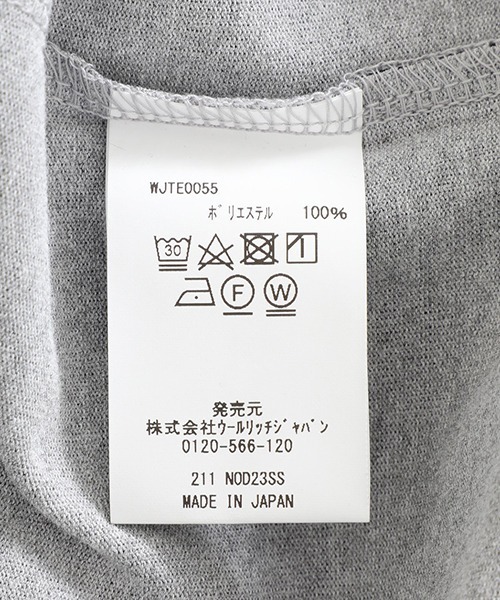 WJTE0055
ポリエステル 100%
30
F W
発売元
株式会社ウールリッチジャパン
0120-566-120
211 NOD23SS
MADE IN JAPAN